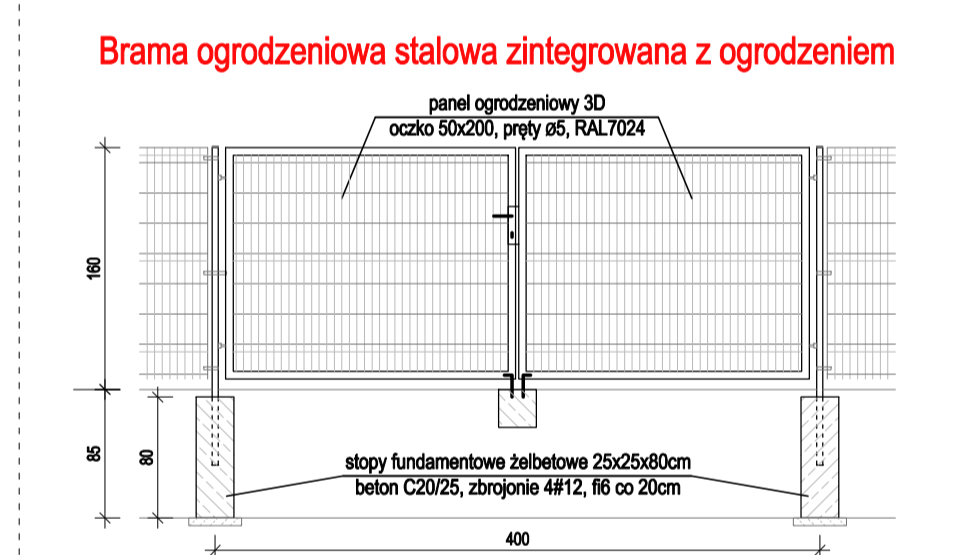 Brama ogrodzeniowa stalowa zintegrowana z ogrodzeniem
panel ogrodzeniowy 3D
oczko 50x200, pręty ø5, RAL7024
160
85
80
stopy fundamentowe żelbetowe 25x25x80cm
beton C20/25, zbrojonie 4#12, fi6 co 20cm
400